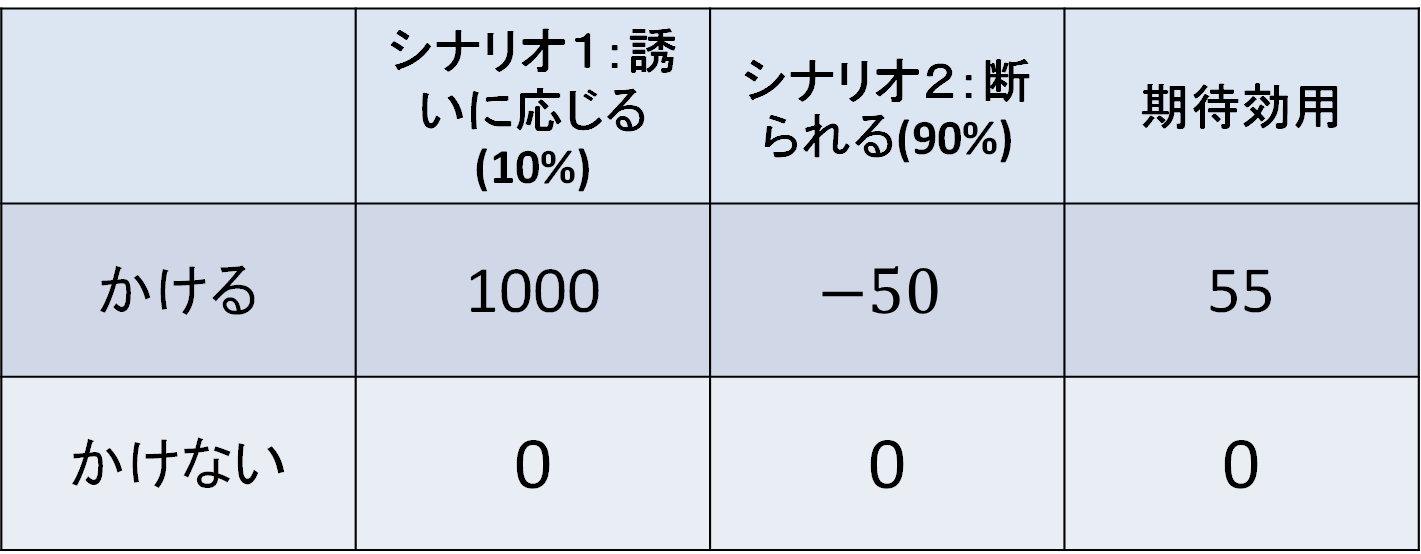 シナリオ１：誘
いに応じる
(10%)
シナリオ２：断
られる(90%)
期待効用
かける
1000
−50
55
かけない
0
0
0